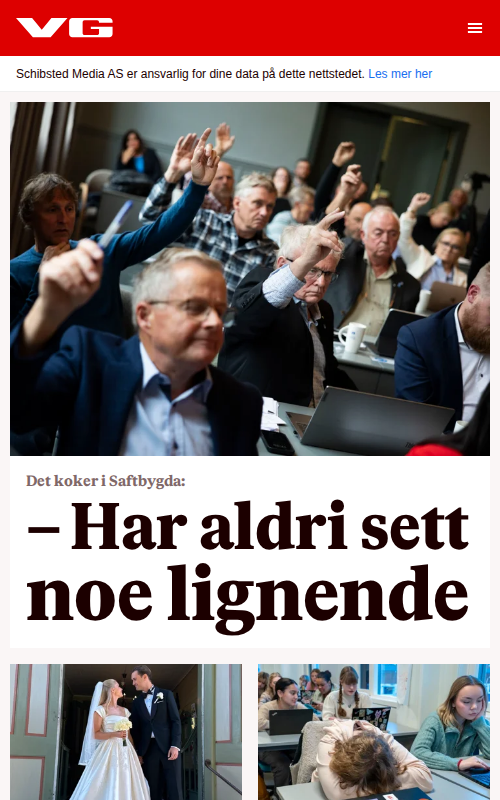 VG
Schibsted Media AS er ansvarlig for dine data på dette nettstedet. Les mer her
Det koker i Saftbygda:
– Har aldri sett
noe lignende